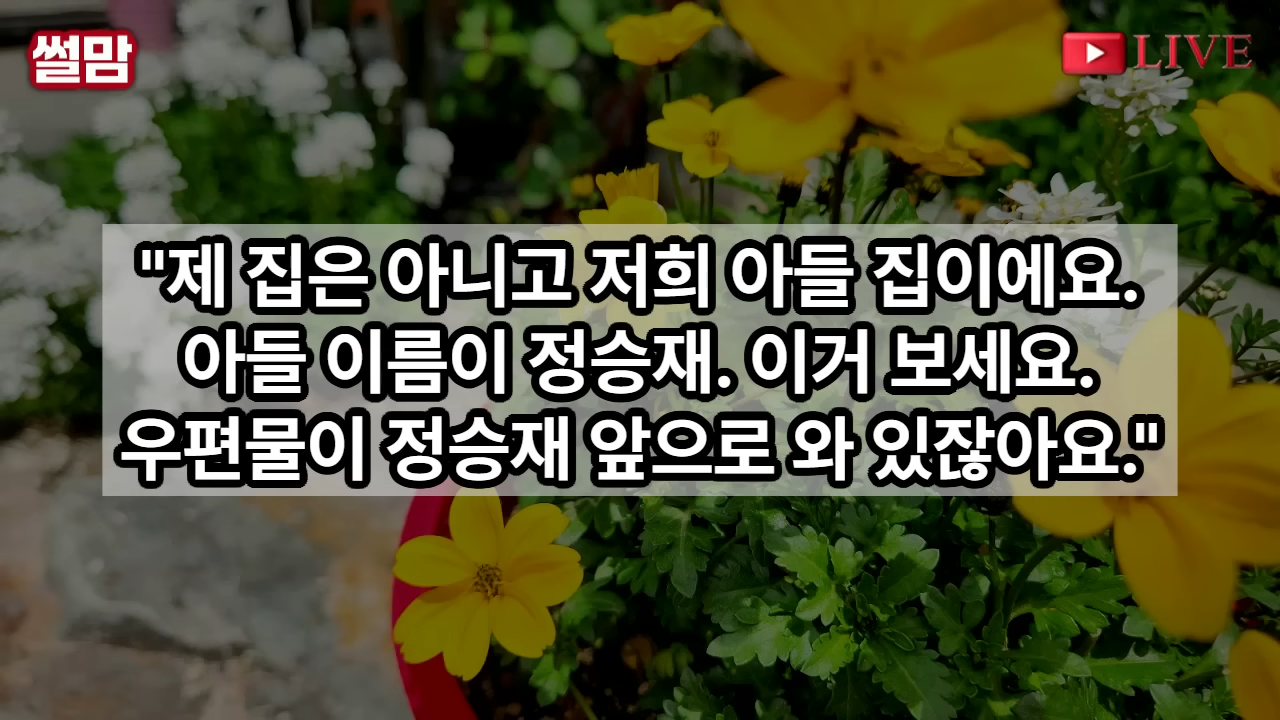 썰맘
LIVE
"제 집은 아니고 저희 아들 집이에요.
아들 이름이 정승재. 이거 보세요.
우편물이 정승재 앞으로 와 있잖아요."